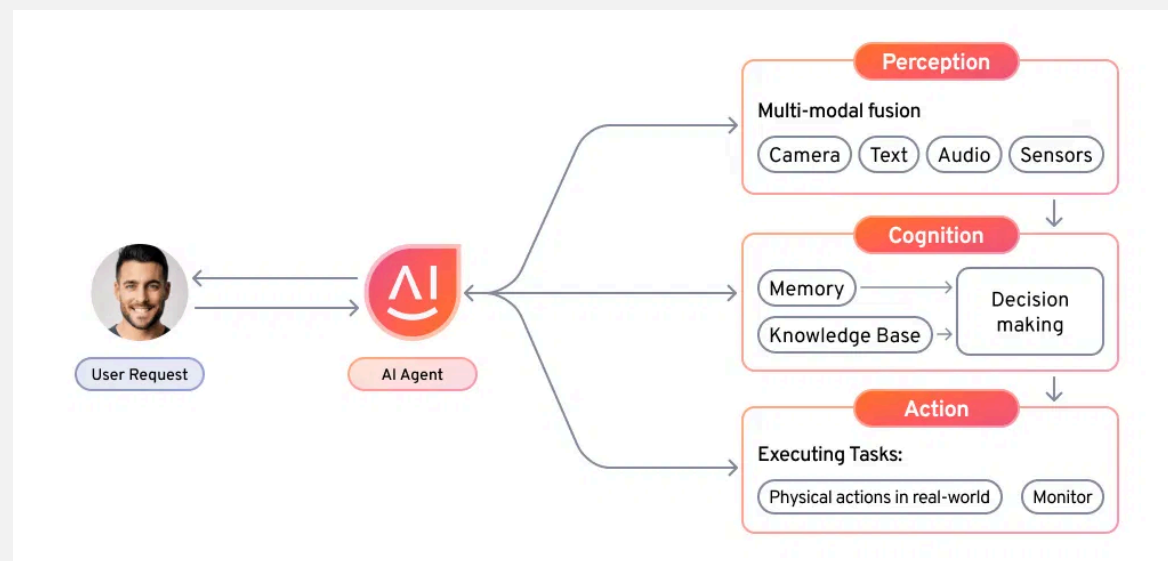 Perception
Multi-modal fusion
Camera Text Audio Sensors
Cognition
Memory
Knowledge Base
Decision
making
AI
User Request
AI Agent
Action
Executing Tasks:
Physical actions in real-world Monitor